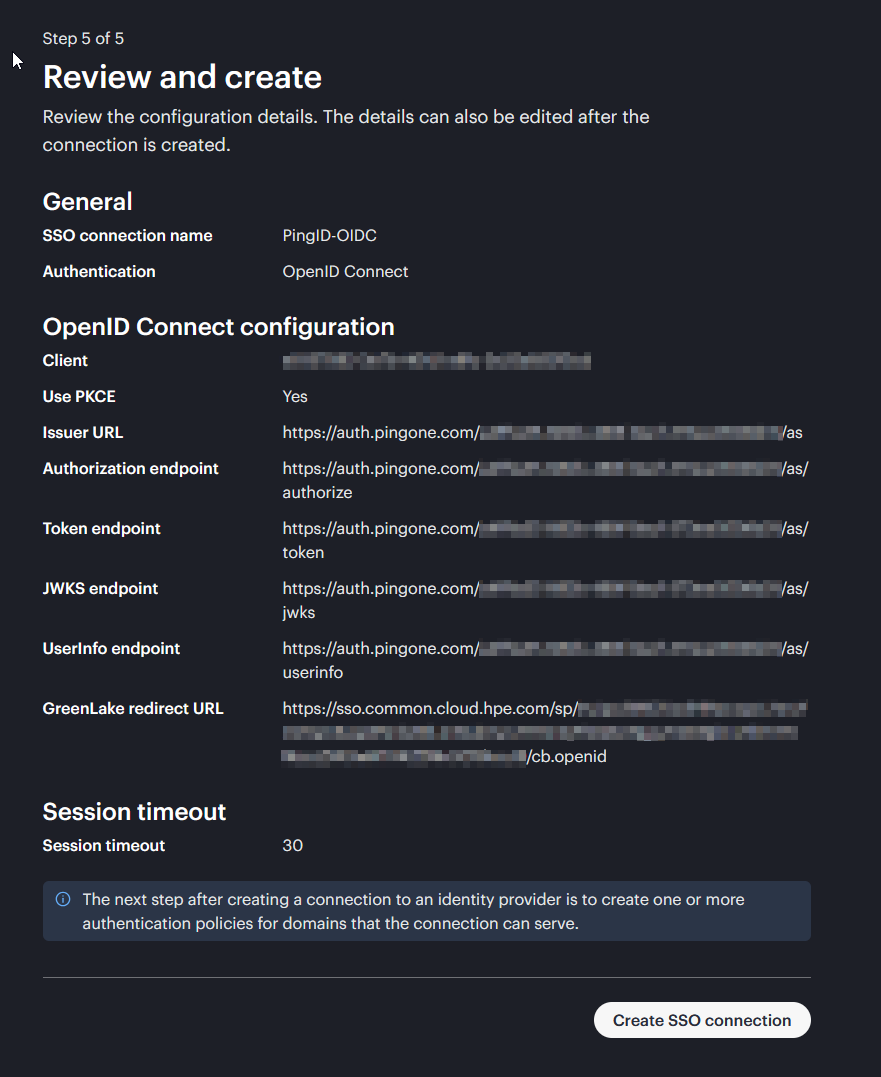 Step 5 of 5
Review and create
Review the configuration details. The details can also be edited after the
connection is created.
General
SSO connection name PingID-OIDC
Authentication OpenID Connect
OpenID Connect configuration
Client
Use PKCE Yes
Issuer URL https://auth.pingone.com/ /as
Authorization endpoint https://auth.pingone.com/ /as/
authorize
Token endpoint https://auth.pingone.com/ /as/
token
JWKS endpoint https://auth.pingone.com/ /as/
jwks
UserInfo endpoint https://auth.pingone.com/ /as/
userinfo
GreenLake redirect URL https://sso.common.cloud.hpe.com/sp/
/cb.openid
Session timeout
Session timeout 30
The next step after creating a connection to an identity provider is to create one or more
authentication policies for domains that the connection can serve.
Create SSO connection